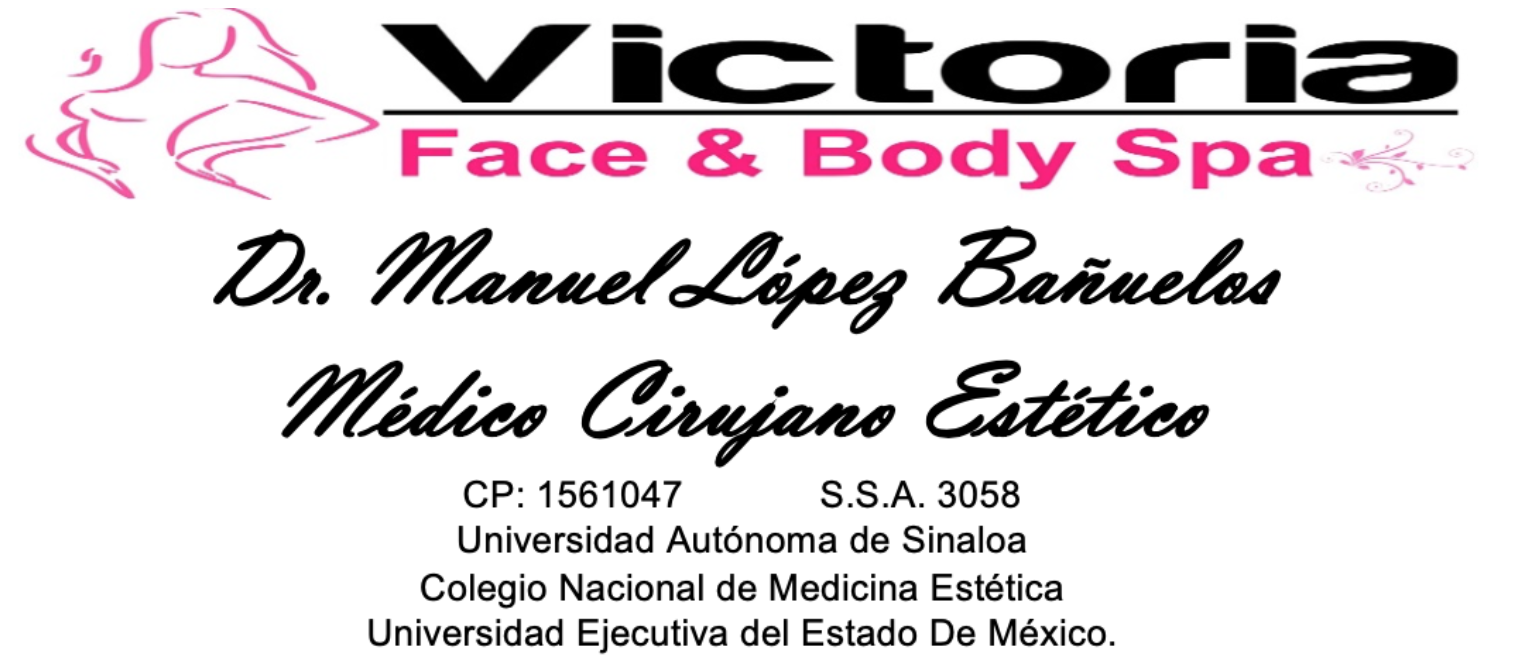 Victoria
Face & Body Spa
Dr. Manuel López Bañuelos
Médico Cirujano Estético
CP: 1561047 S.S.A. 3058
Universidad Autónoma de Sinaloa
Colegio Nacional de Medicina Estética
Universidad Ejecutiva del Estado De México.